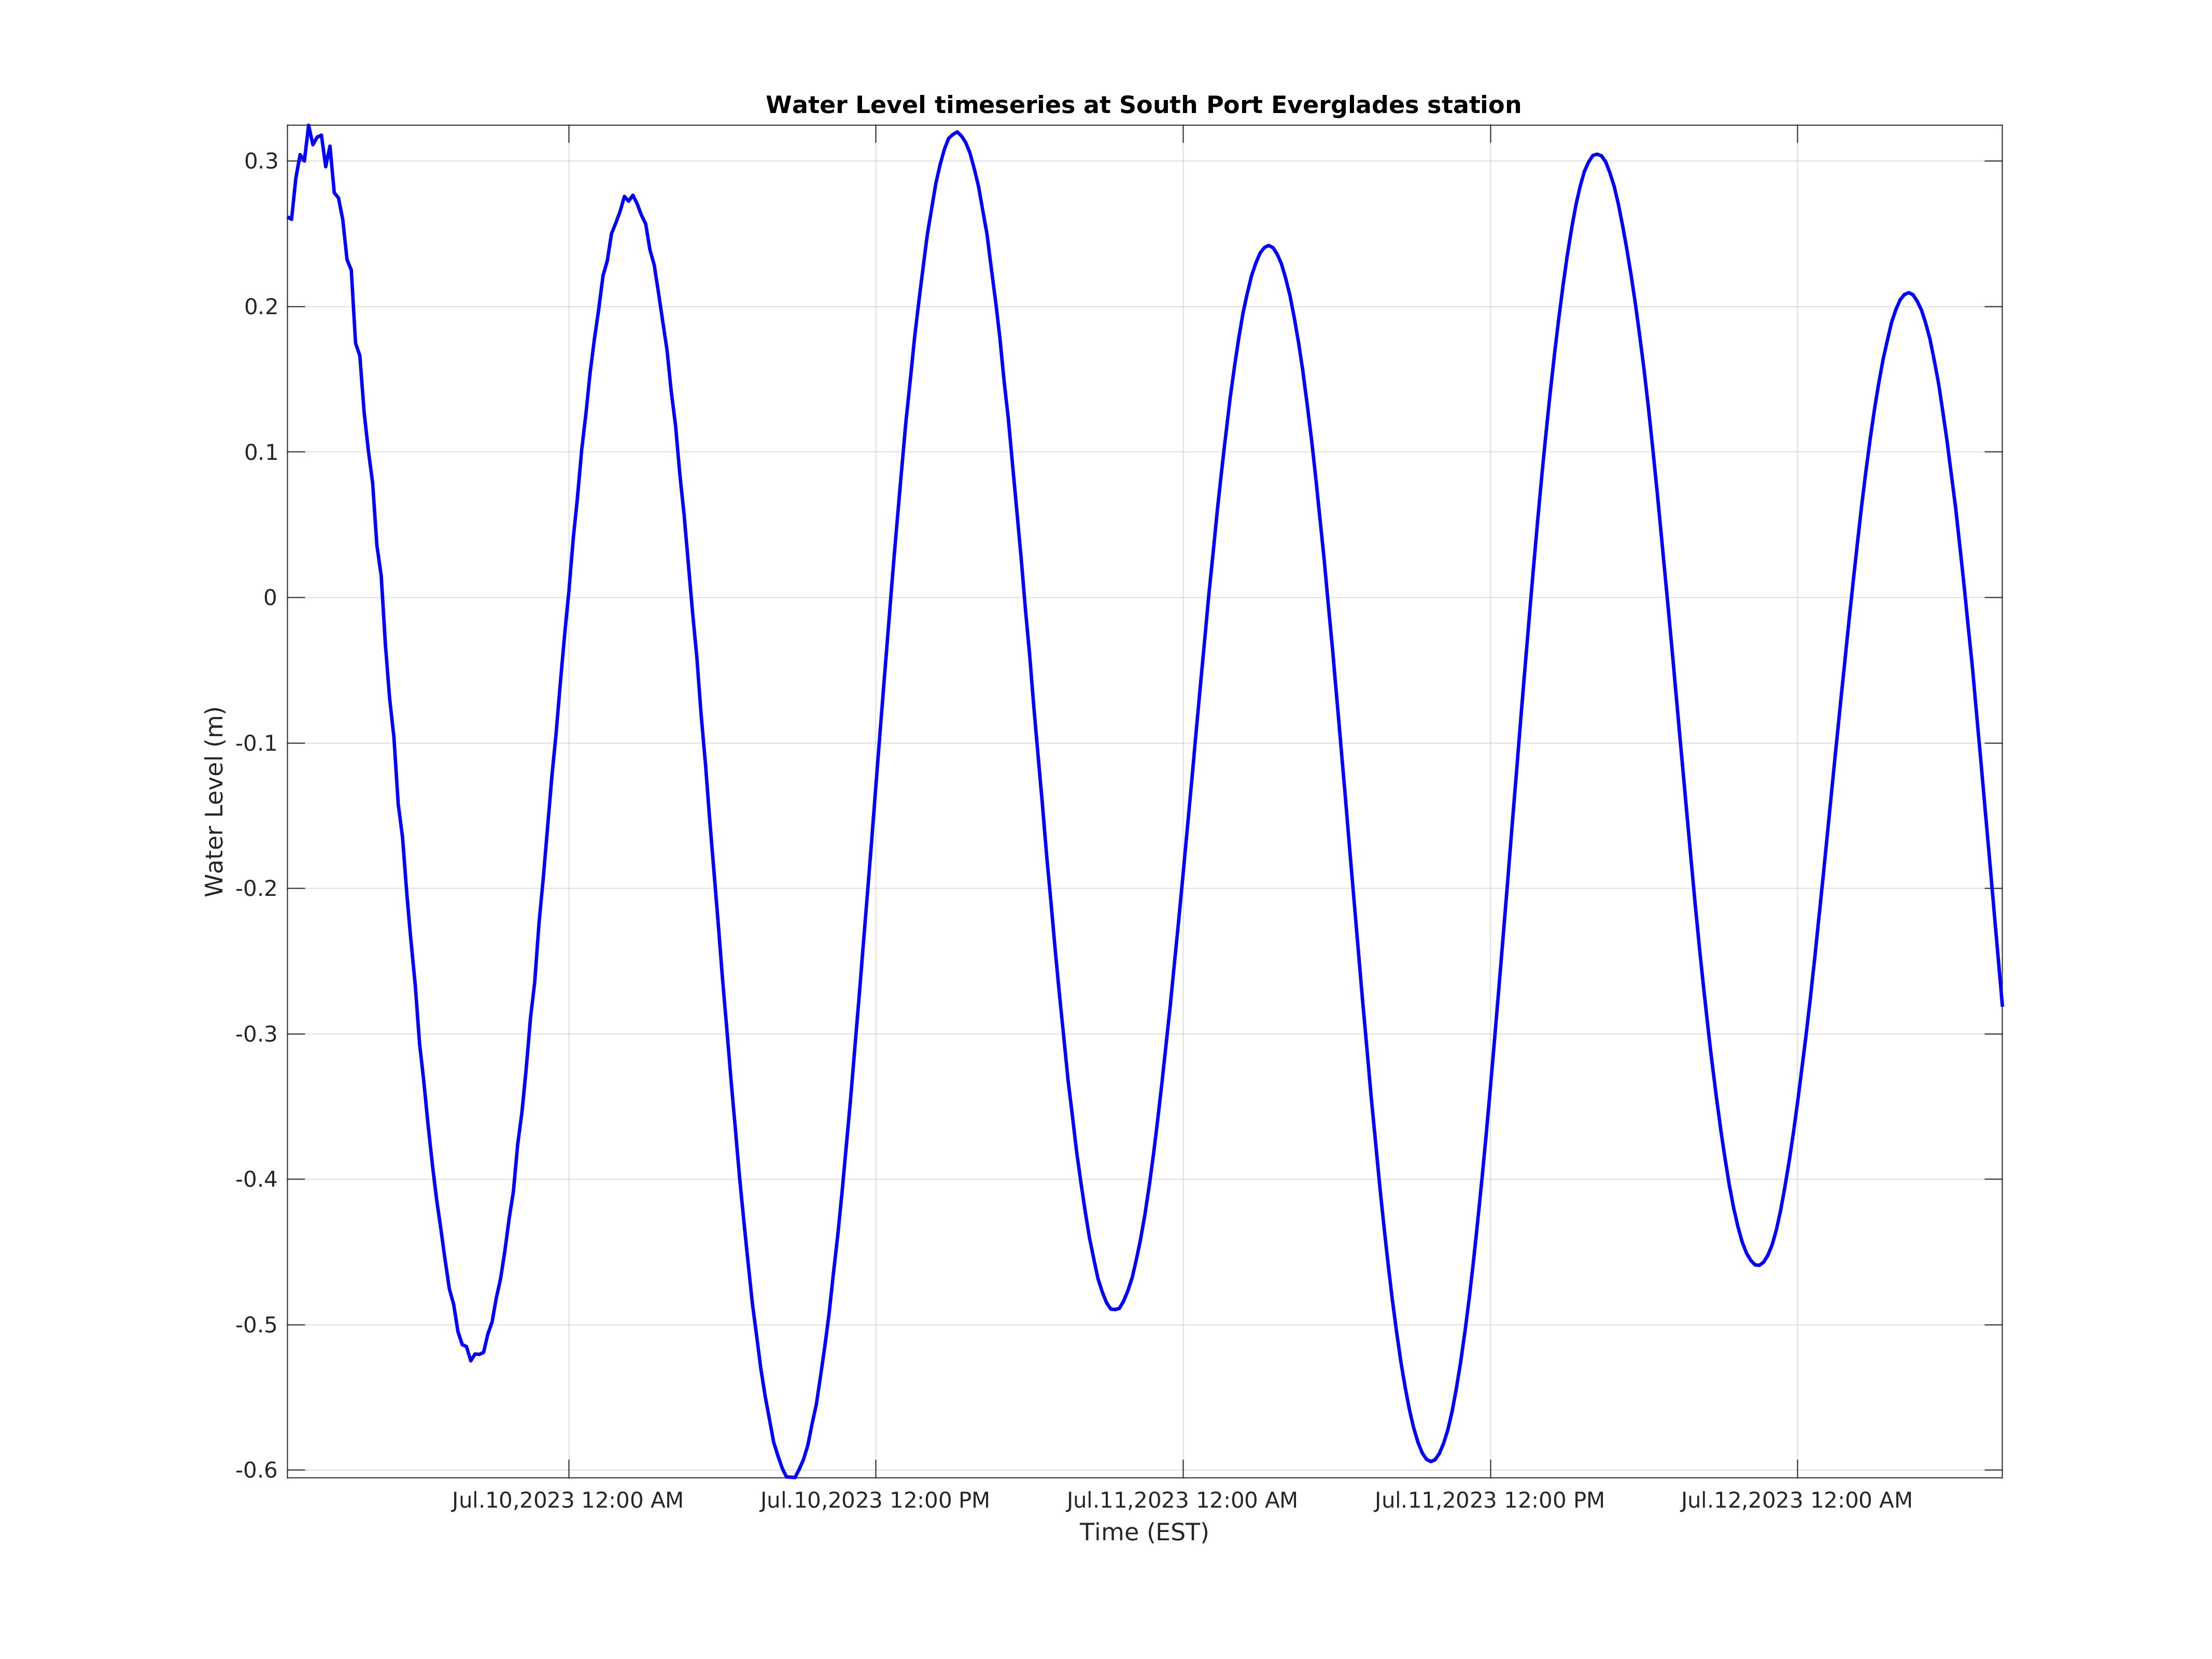 Water Level timeseries at South Port Everglades station
0.3
0.2
0.1
0
-0.1
-0.2
-0.3
-0.4
-0.5
-0.6
Water Level (m)
Jul.10,2023 12:00 AM
Jul.10,2023 12:00 PM
Jul.11,2023 12:00 AM
Jul.11,2023 12:00 PM
Jul.12,2023 12:00 AM
Time (EST)